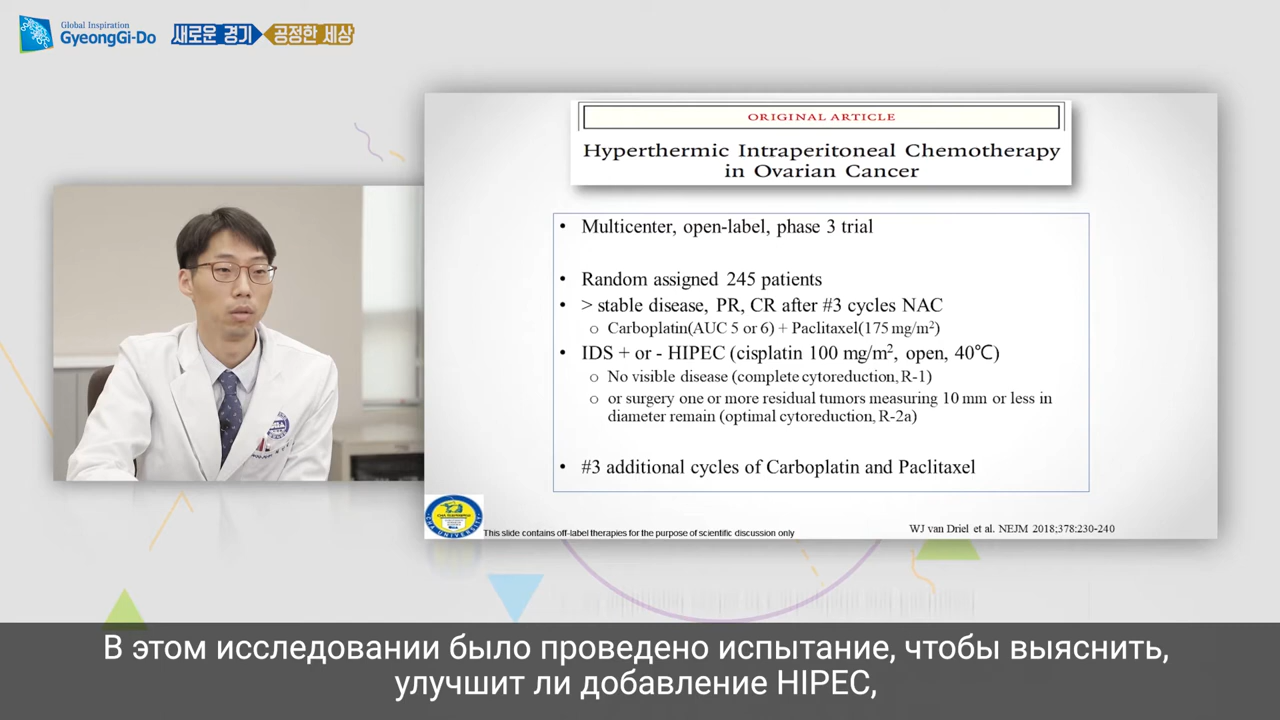 Global Inspiration
GyeongGi-Do
새로운 경기
공정한 세상
ORIGINAL ARTICLE
Hyperthermic Intraperitoneal Chemotherapy
in Ovarian Cancer
• Multicenter, open-label, phase 3 trial
• Random assigned 245 patients
• > stable disease, PR, CR after #3 cycles NAC
o Carboplatin(AUC 5 or 6) + Paclitaxel(175 mg/m²)
• IDS + or - HIPEC (cisplatin 100 mg/m², open, 40℃)
o No visible disease (complete cytoreduction, R-1)
o or surgery one or more residual tumors measuring 10 mm or less in
diameter remain (optimal cytoreduction, R-2a)
• #3 additional cycles of Carboplatin and Paclitaxel
This slide contains off-label therapies for the purpose of scientific discussion only
WJ van Driel et al. NEJM 2018;378:230-240
В этом исследовании было проведено испытание, чтобы выяснить,
улучшит ли добавление HIPEC,